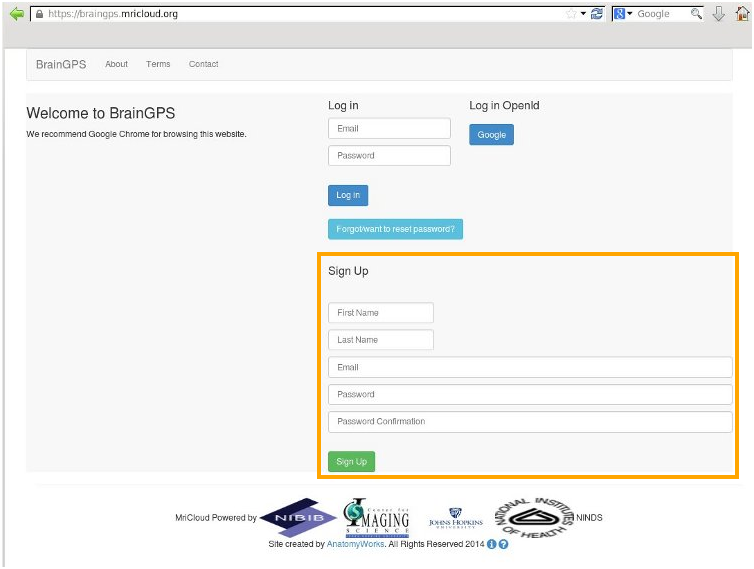 https://braingps.mricloud.org
Google
BrainGPS
About
Terms
Contact
Welcome to BrainGPS
We recommend Google Chrome for browsing this website.
Log in
Email
Password
Log in
Forgot/want to reset password?
Log in OpenId
Google
Sign Up
First Name
Last Name
Email
Password
Password Confirmation
Sign Up
MriCloud Powered by
NIBIB
CENTER FOR
IMAGING
SCIENCE
JOHNS HOPKINS
UNIVERSITY
NATIONAL INSTITUTES
OF HEALTH
NINDS
Site created by AnatomyWorks. All Rights Reserved 2014